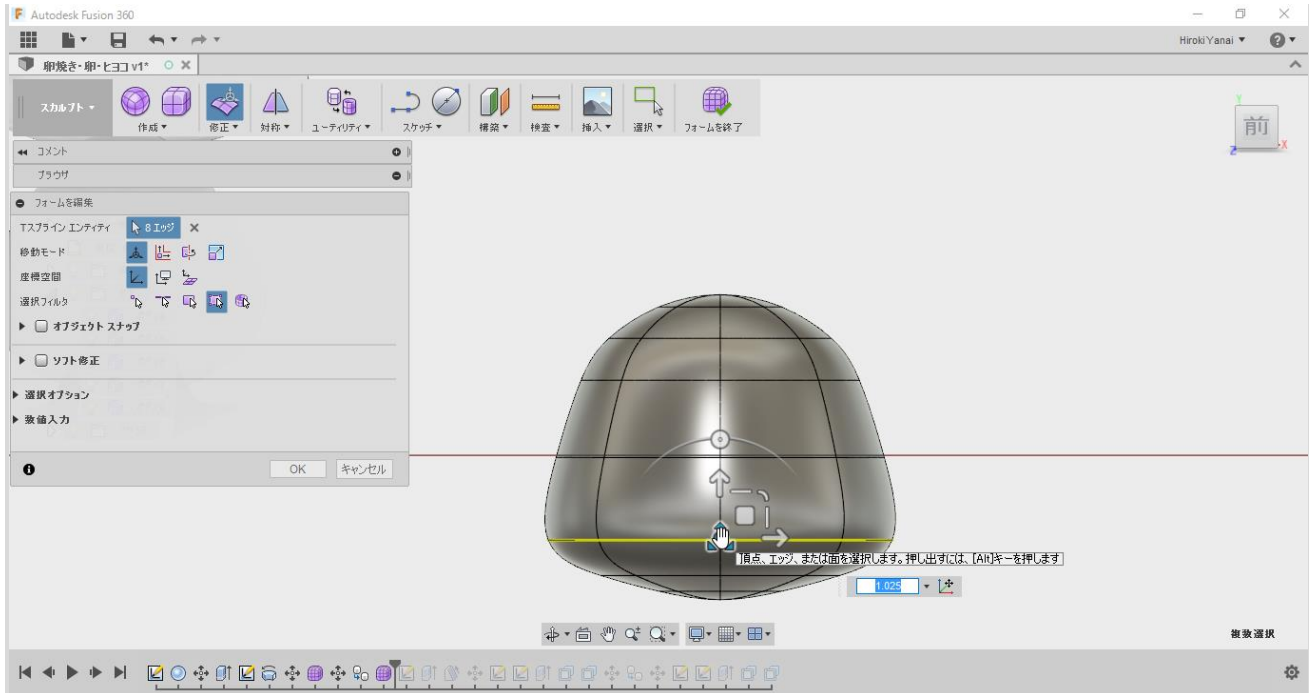 Autodesk Fusion 360
HirokiYanai
卵焼き-卵-ヒヨコ v1*
スカルプト
作成
修正
対称
ユーティリティ
スケッチ
構築
検査
挿入
選択
フォームを終了
Y
前
Z
X
コメント
ブラウザ
フォームを編集
Tスプライン エンティティ
8 エッジ
移動モード
座標空間
選択フィルタ
オブジェクト スナップ
ソフト修正
選択オプション
数値入力
OK
キャンセル
頂点、エッジ、または面を選択します。押し出すには、[Alt]キーを押します
1.025
複数選択